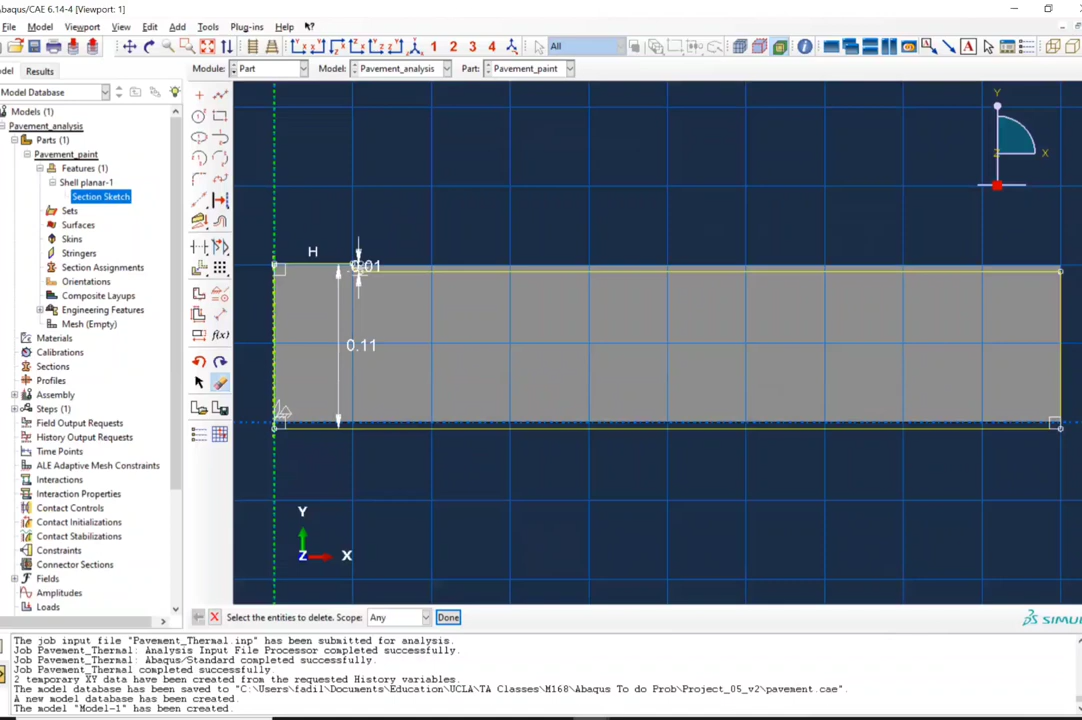 Abaqus/CAE 6.14-4 [Viewport: 1]
File Model Viewport View Edit Add Tools Plug-ins Help
1 2 3 4 All
Results Module: Part Model: Pavement_analysis Part: Pavement_paint
Model Database
Models (1)
Pavement_analysis
Parts (1)
Pavement_paint
Features (1)
Shell planar-1
Section Sketch
Sets
Surfaces
Skins
Stringers
Section Assignments
Orientations
Composite Layups
Engineering Features
Mesh (Empty)
Materials
Calibrations
Sections
Profiles
Assembly
Steps (1)
Field Output Requests
History Output Requests
Time Points
ALE Adaptive Mesh Constraints
Interactions
Interaction Properties
Contact Controls
Contact Initializations
Contact Stabilizations
Constraints
Connector Sections
Fields
Amplitudes
Loads
f(x)
Y
Z X
H
0.01
0.11
Y
Z X
Select the entities to delete. Scope: Any Done
SIMUL
The job input file "Pavement_Thermal.inp" has been submitted for analysis.
Job Pavement_Thermal: Analysis Input File Processor completed successfully.
Job Pavement_Thermal: Abaqus/Standard completed successfully.
Job Pavement_Thermal completed successfully.
2 temporary XY data have been created from the requested History variables.
The model database has been saved to "C:\Users\fadil\Documents\Education\UCLA\TA Classes\M168\Abaqus To do Prob\Project_05_v2\pavement.cae".
A new model database has been created.
The model "Model-1" has been created.